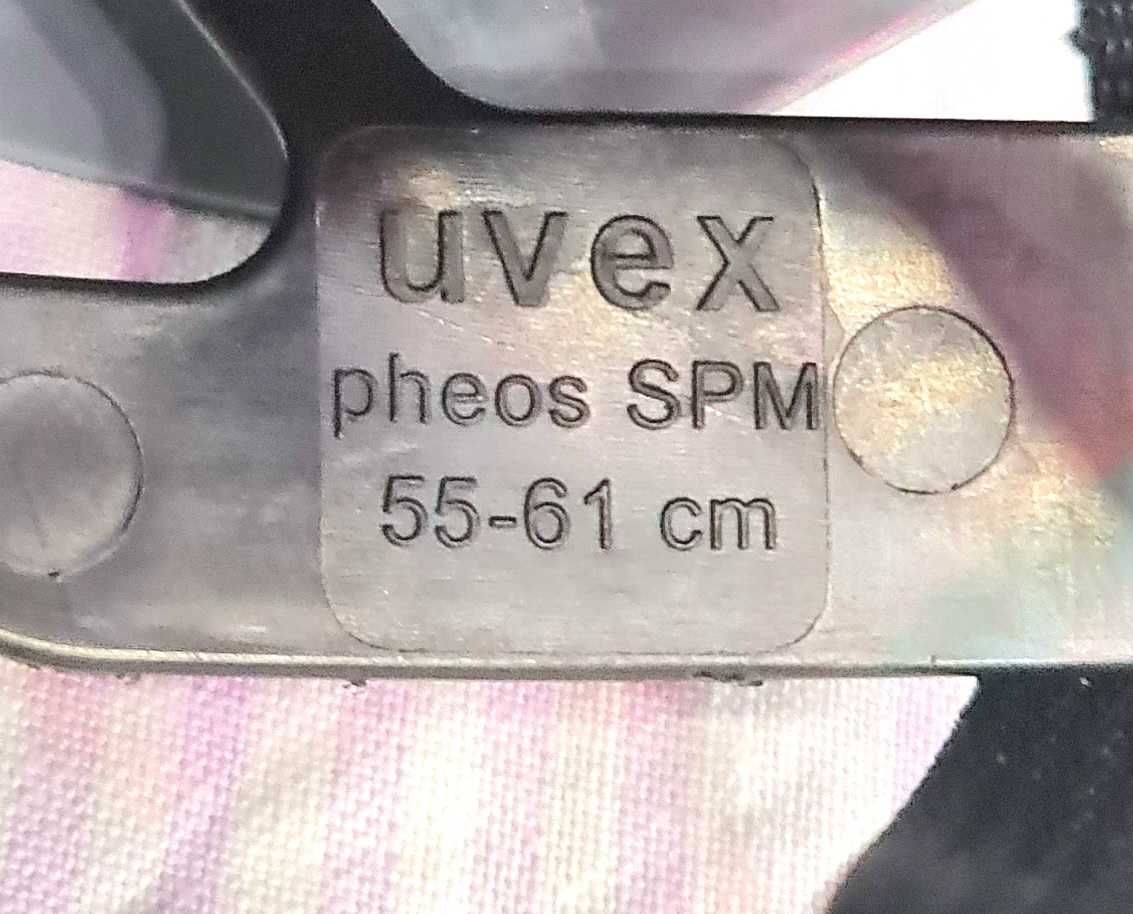 uvex
pheos SPM
55-61 cm